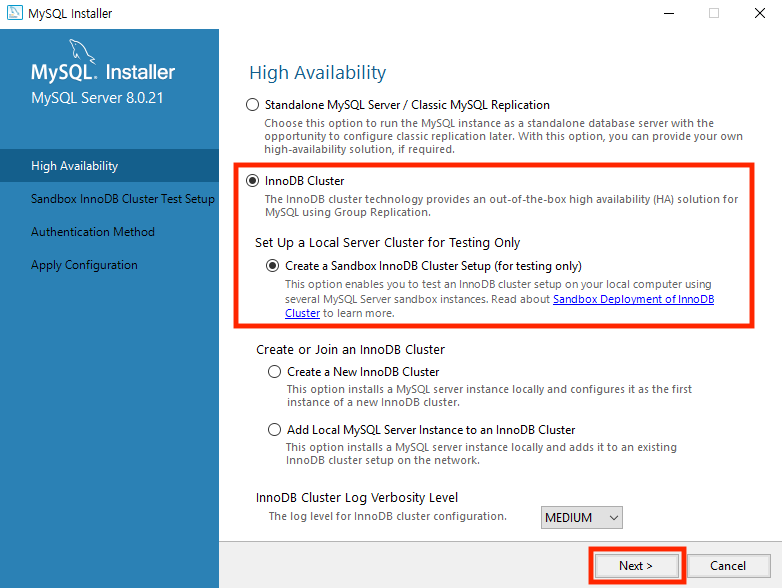 MySQL Installer
MySQL. Installer
MySQL Server 8.0.21
High Availability
Sandbox InnoDB Cluster Test Setup
Authentication Method
Apply Configuration
High Availability
Standalone MySQL Server / Classic MySQL Replication
Choose this option to run the MySQL instance as a standalone database server with the
opportunity to configure classic replication later. With this option, you can provide your own
high-availability solution, if required.
InnoDB Cluster
The InnoDB cluster technology provides an out-of-the-box high availability (HA) solution for
MySQL using Group Replication.
Set Up a Local Server Cluster for Testing Only
Create a Sandbox InnoDB Cluster Setup (for testing only)
This option enables you to test an InnoDB cluster setup on your local computer using
several MySQL Server sandbox instances. Read about Sandbox Deployment of InnoDB
Cluster to learn more.
Create or Join an InnoDB Cluster
Create a New InnoDB Cluster
This option installs a MySQL server instance locally and configures it as the first
instance of a new InnoDB cluster.
Add Local MySQL Server Instance to an InnoDB Cluster
This option installs a MySQL server instance locally and adds it to an existing
InnoDB cluster setup on the network.
InnoDB Cluster Log Verbosity Level
The log level for InnoDB cluster configuration.
MEDIUM
Next >
Cancel